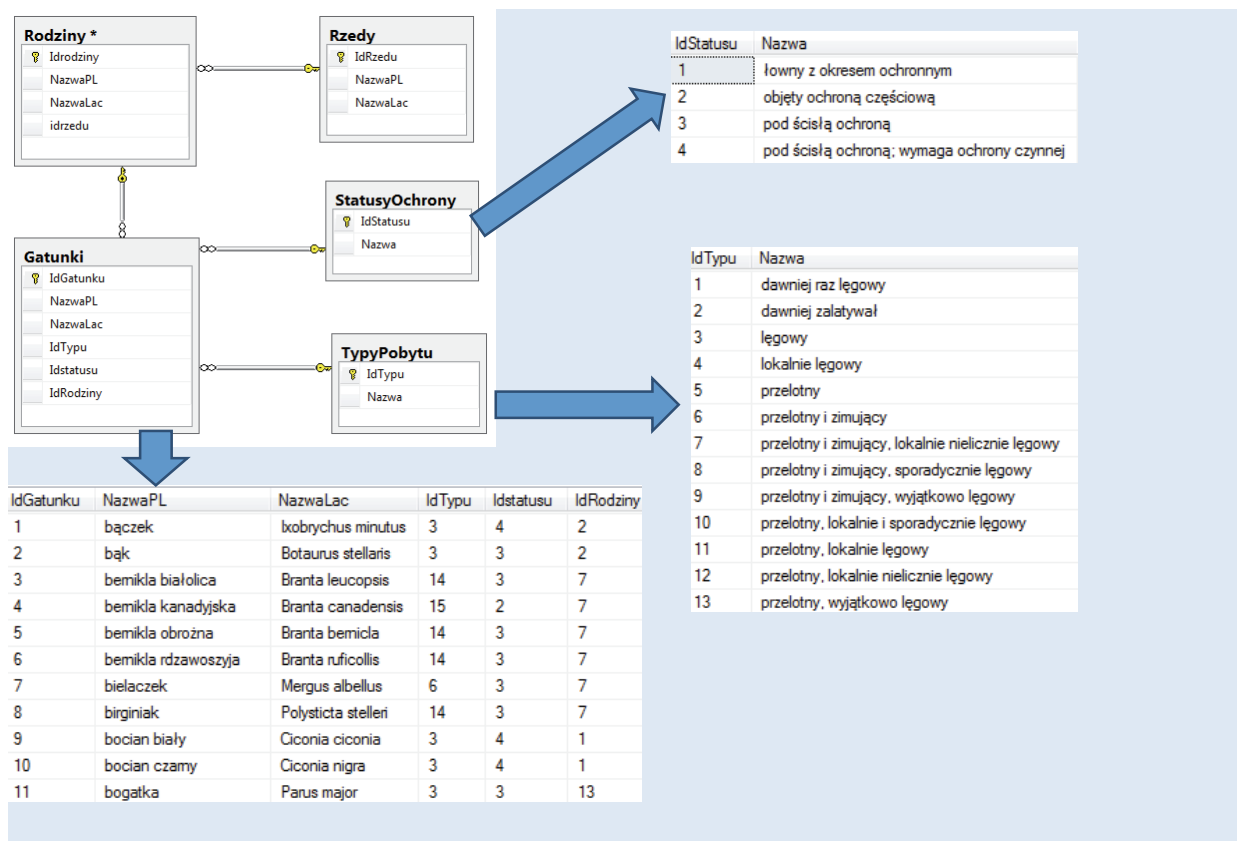 Rodziny *
Idrodziny
NazwaPL
NazwaLac
idrzedu
Rzedy
IdRzedu
NazwaPL
NazwaLac
StatusyOchrony
IdStatusu
Nazwa
Gatunki
IdGatunku
NazwaPL
NazwaLac
IdTypu
Idstatusu
IdRodziny
TypyPobytu
IdTypu
Nazwa
IdStatusu Nazwa
1 łowny z okresem ochronnym
2 objęty ochroną częściową
3 pod ścisłą ochroną
4 pod ścisłą ochroną; wymaga ochrony czynnej
IdTypu Nazwa
1 dawniej raz lęgowy
2 dawniej zalatywał
3 lęgowy
4 lokalnie lęgowy
5 przelotny
6 przelotny i zimujący
7 przelotny i zimujący, lokalnie nielicznie lęgowy
8 przelotny i zimujący, sporadycznie lęgowy
9 przelotny i zimujący, wyjątkowo lęgowy
10 przelotny, lokalnie i sporadycznie lęgowy
11 przelotny, lokalnie lęgowy
12 przelotny, lokalnie nielicznie lęgowy
13 przelotny, wyjątkowo lęgowy
IdGatunku NazwaPL NazwaLac IdTypu Idstatusu IdRodziny
1 bączek Ixobrychus minutus 3 4 2
2 bąk Botaurus stellaris 3 3 2
3 bernikla białolica Branta leucopsis 14 3 7
4 bernikla kanadyjska Branta canadensis 15 2 7
5 bernikla obrożna Branta bernicla 14 3 7
6 bernikla rdzawoszyja Branta ruficollis 14 3 7
7 bielaczek Mergus albellus 6 3 7
8 birginiak Polysticta stelleri 14 3 7
9 bocian biały Ciconia ciconia 3 4 1
10 bocian czarny Ciconia nigra 3 4 1
11 bogatka Parus major 3 3 13